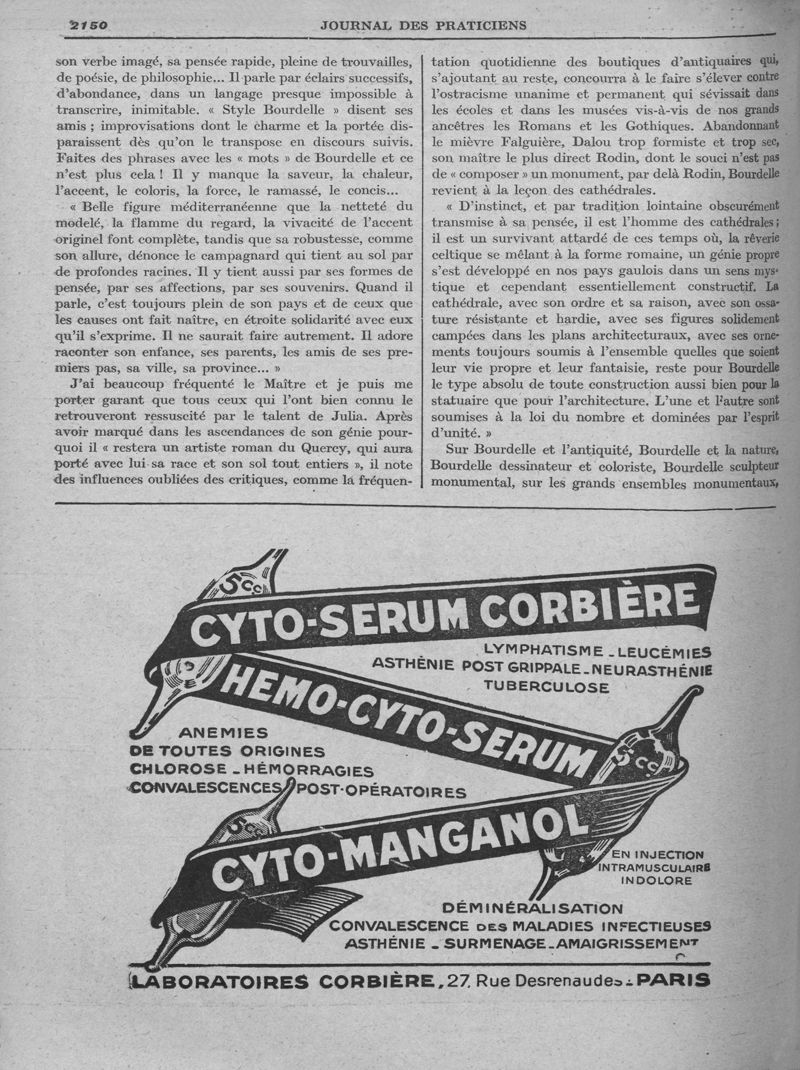 2150
JOURNAL DES PRATICIENS
son verbe imagé, sa pensée rapide, pleine de trouvailles,
de poésie, de philosophie... Il parle par éclairs successifs,
d'abondance, dans un langage presque impossible à
transcrire, inimitable. « Style Bourdelle » disent ses
amis ; improvisations dont le charme et la portée dis-
paraissent dès qu'on le transpose en discours suivis.
Faites des phrases avec les « mots » de Bourdelle et ce
n'est plus cela ! Il y manque la saveur, la chaleur,
l'accent, le coloris, la force, le ramassé, le concis...
« Belle figure méditerranéenne que la netteté du
modelé, la flamme du regard, la vivacité de l'accent
originel font complète, tandis que sa robustesse, comme
son allure, dénonce le campagnard qui tient au sol par
de profondes racines. Il y tient aussi par ses formes de
pensée, par ses affections, par ses souvenirs. Quand il
parle, c'est toujours plein de son pays et de ceux que
les causes ont fait naître, en étroite solidarité avec eux
qu'il s'exprime. Il ne saurait faire autrement. Il adore
raconter son enfance, ses parents, les amis de ses pre-
miers pas, sa ville, sa province... »
J'ai beaucoup fréquenté le Maître et je puis me
porter garant que tous ceux qui l'ont bien connu le
retrouveront ressuscité par le talent de Julia. Après
avoir marqué dans les ascendances de son génie pour-
quoi il « restera un artiste roman du Quercy, qui aura
porté avec lui sa race et son sol tout entiers », il note
des influences oubliées des critiques, comme la fréquen-
tation quotidienne des boutiques d'antiquaires qui,
s'ajoutant au reste, concourra à le faire s'élever contre
l'ostracisme unanime et permanent qui sévissait dans
les écoles et dans les musées vis-à-vis de nos grands
ancêtres les Romans et les Gothiques. Abandonnant
le mièvre Falguière, Dalou trop formiste et trop sec,
son maître le plus direct Rodin, dont le souci n'est pas
de « composer » un monument, par delà Rodin, Bourdelle
revient à la leçon des cathédrales.
« D'instinct, et par tradition lointaine obscurément
transmise à sa pensée, il est l'homme des cathédrales ;
il est un survivant attardé de ces temps où, la rêverie
celtique se mêlant à la forme romaine, un génie propre
s'est développé en nos pays gaulois dans un sens mys-
tique et cependant essentiellement constructif. La
cathédrale, avec son ordre et sa raison, avec son ossa-
ture résistante et hardie, avec ses figures solidement
campées dans les plans architecturaux, avec ses orne-
ments toujours soumis à l'ensemble quelles que soient
leur vie propre et leur fantaisie, reste pour Bourdelle
le type absolu de toute construction aussi bien pour la
statuaire que pour l'architecture. L'une et l'autre sont
soumises à la loi du nombre et dominées par l'esprit
d'unité. »
Sur Bourdelle et l'antiquité, Bourdelle et la nature,
Bourdelle dessinateur et coloriste, Bourdelle sculpteur
monumental, sur les grands ensembles monumentaux,
5cc.
CYTO-SERUM CORBIÈRE
LYMPHATISME - LEUCÉMIES
ASTHÈNIE POST GRIPPALE - NEURASTHÉNIE
TUBERCULOSE
HEMO-CYTO-SERUM
5cc.
ANEMIES
DE TOUTES ORIGINES
CHLOROSE - HÉMORRAGIES
CONVALESCENCES POST-OPÉRATOIRES
5cc
CYTO-MANGANOL
EN INJECTION
INTRAMUSCULAIRE
INDOLORE
DÉMINÉRALISATION
CONVALESCENCE DES MALADIES INFECTIEUSES
ASTHÉNIE - SURMENAGE - AMAIGRISSEMENT
LABORATOIRES CORBIÈRE, 27, Rue Desrenaudes - PARIS